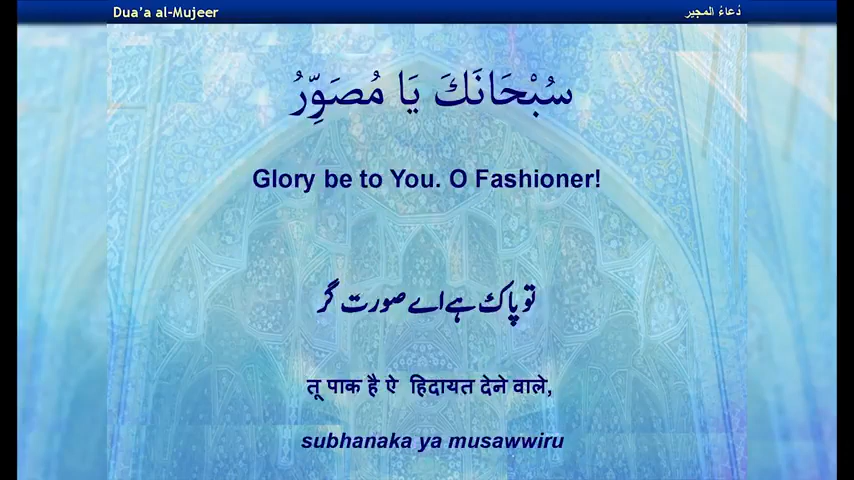 Dua'a al-Mujeer دُعاءُ المجير
سُبْحَانَكَ يَا مُصَوِّرُ
Glory be to You. O Fashioner!
تو پاک ہے اے صورت گر
तू पाक है ऐ हिदायत देने वाले,
subhanaka ya musawwiru